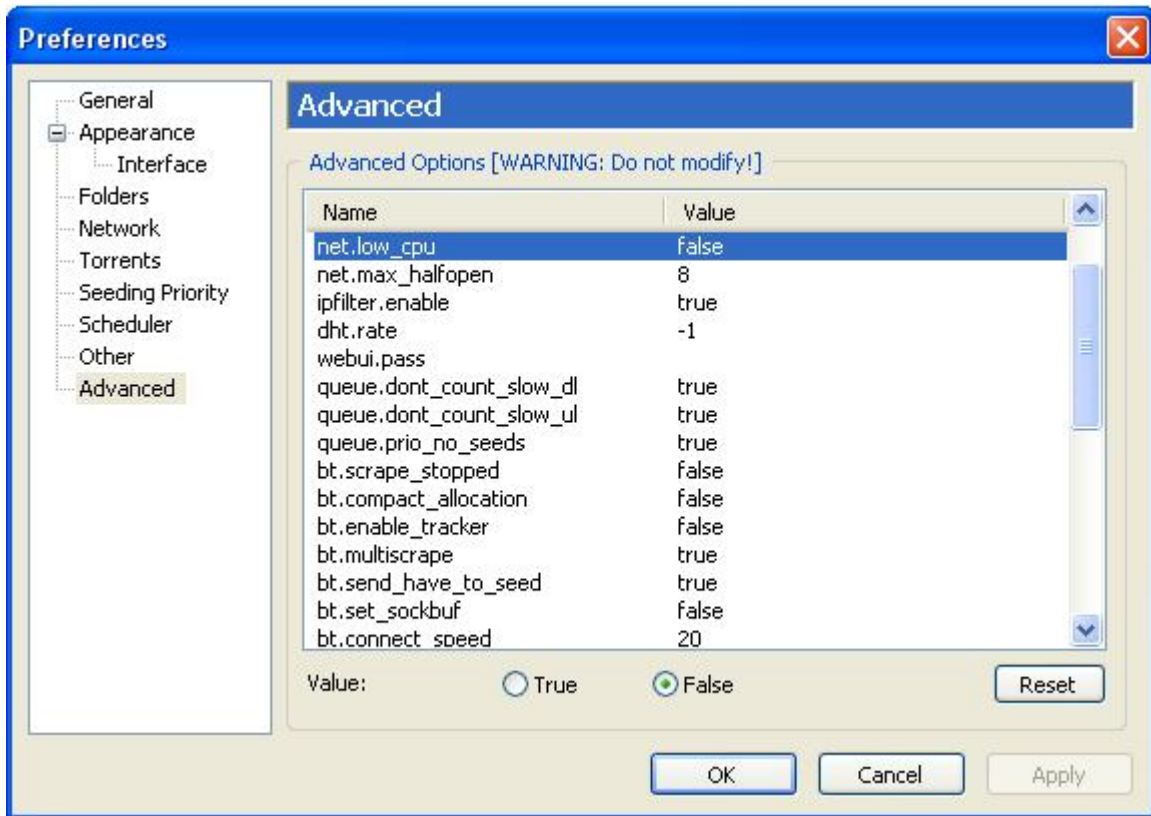 Preferences
General
Appearance
Interface
Folders
Network
Torrents
Seeding Priority
Scheduler
Other
Advanced
Advanced
Advanced Options [WARNING: Do not modify!]
Name Value
net.low_cpu false
net.max_halfopen 8
ipfilter.enable true
dht.rate -1
webui.pass
queue.dont_count_slow_dl true
queue.dont_count_slow_ul true
queue.prio_no_seeds true
bt.scrape_stopped false
bt.compact_allocation false
bt.enable_tracker false
bt.multiscrape true
bt.send_have_to_seed true
bt.set_sockbuf false
bt.connect_speed 20
Value: True False Reset
OK Cancel Apply